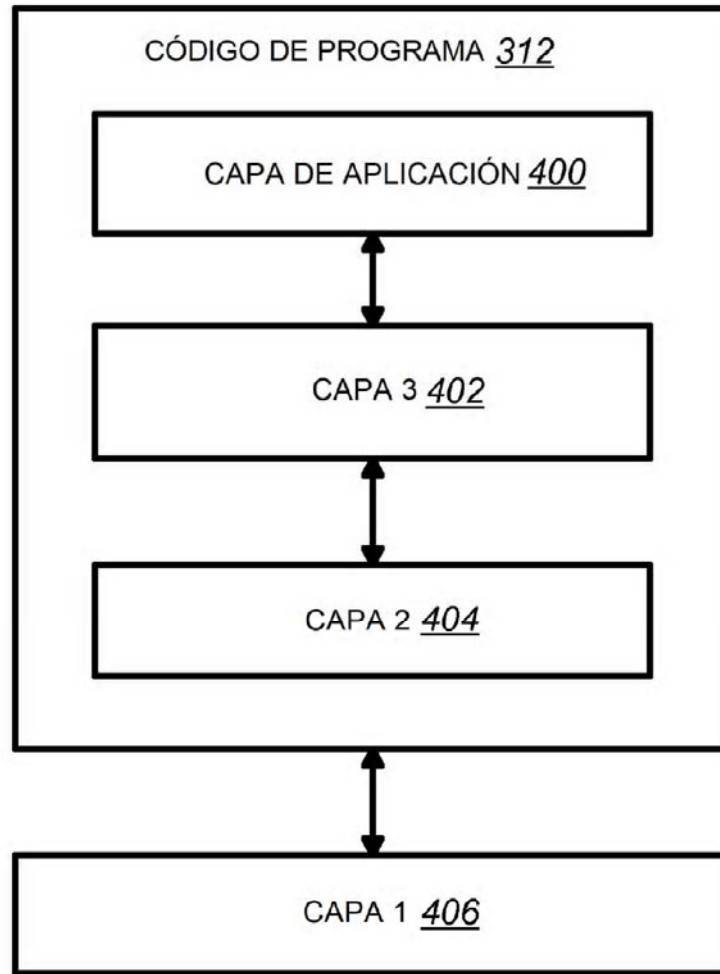 CÓDIGO DE PROGRAMA 312
CAPA DE APLICACIÓN 400
CAPA 3 402
CAPA 2 404
CAPA 1 406